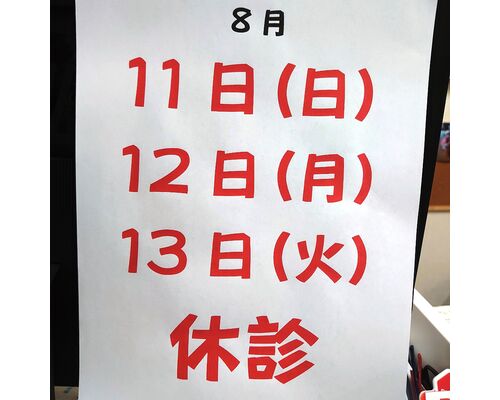 8月
11日(日)
12日(月)
13日(火)
休診